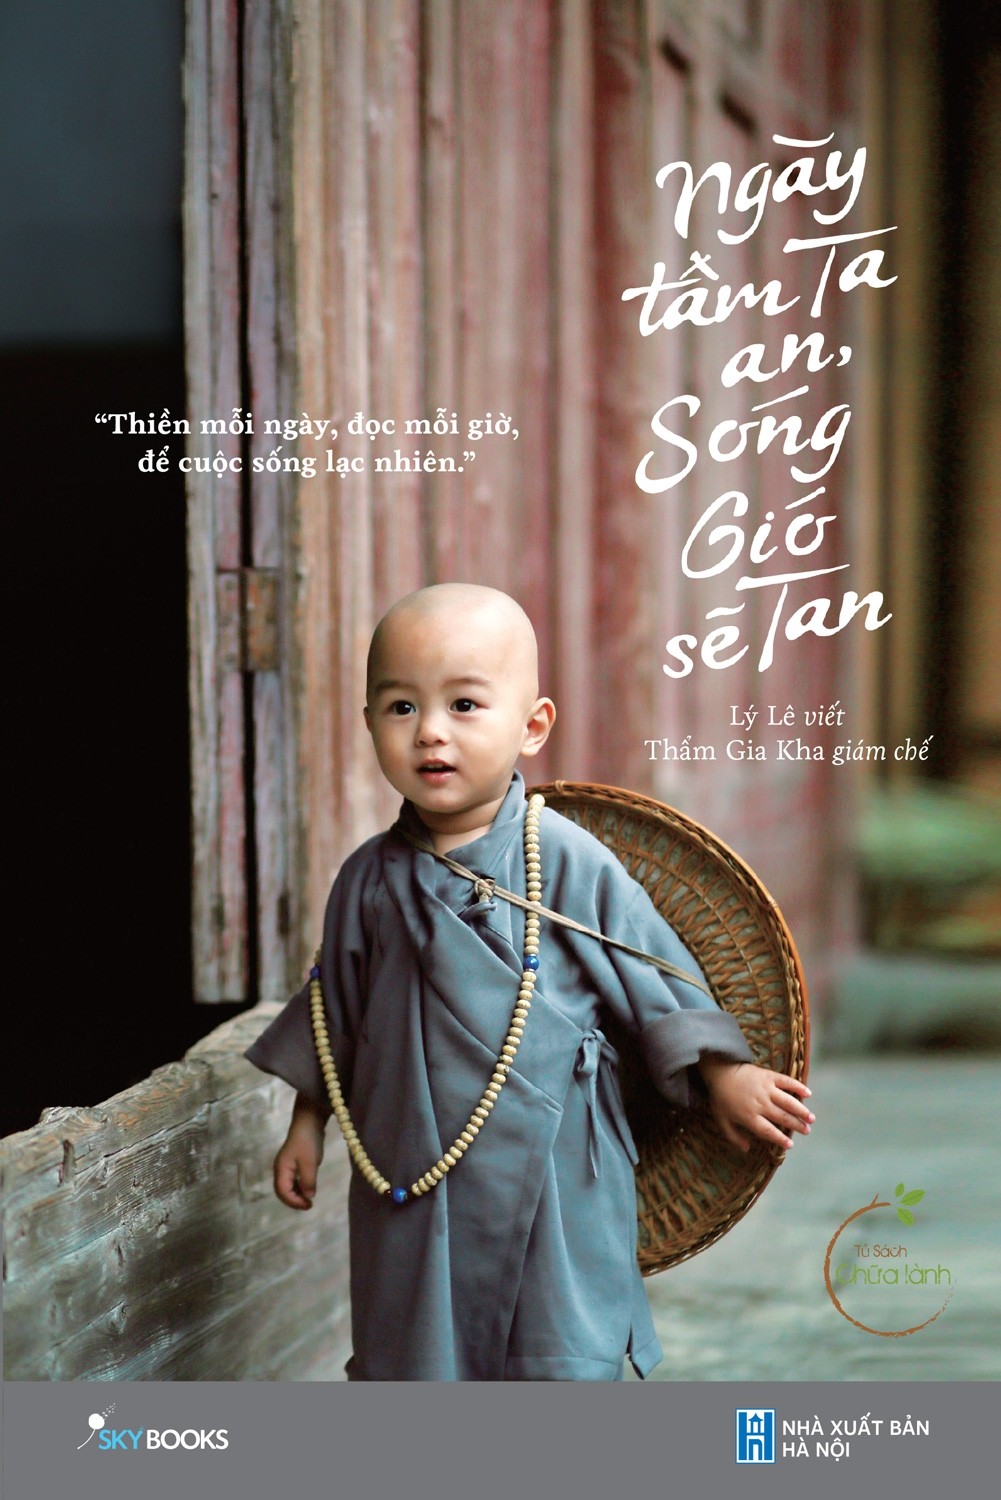 Ngày
tầm Ta
an,
Sóng
Gió
sẽ Tan
“Thiền mỗi ngày, đọc mỗi giờ,
để cuộc sống lạc nhiên.”
Lý Lê viết
Thẩm Gia Kha giám chế
Tủ Sách
Chữa lành
SKYBOOKS
NHÀ XUẤT BẢN
HÀ NỘI